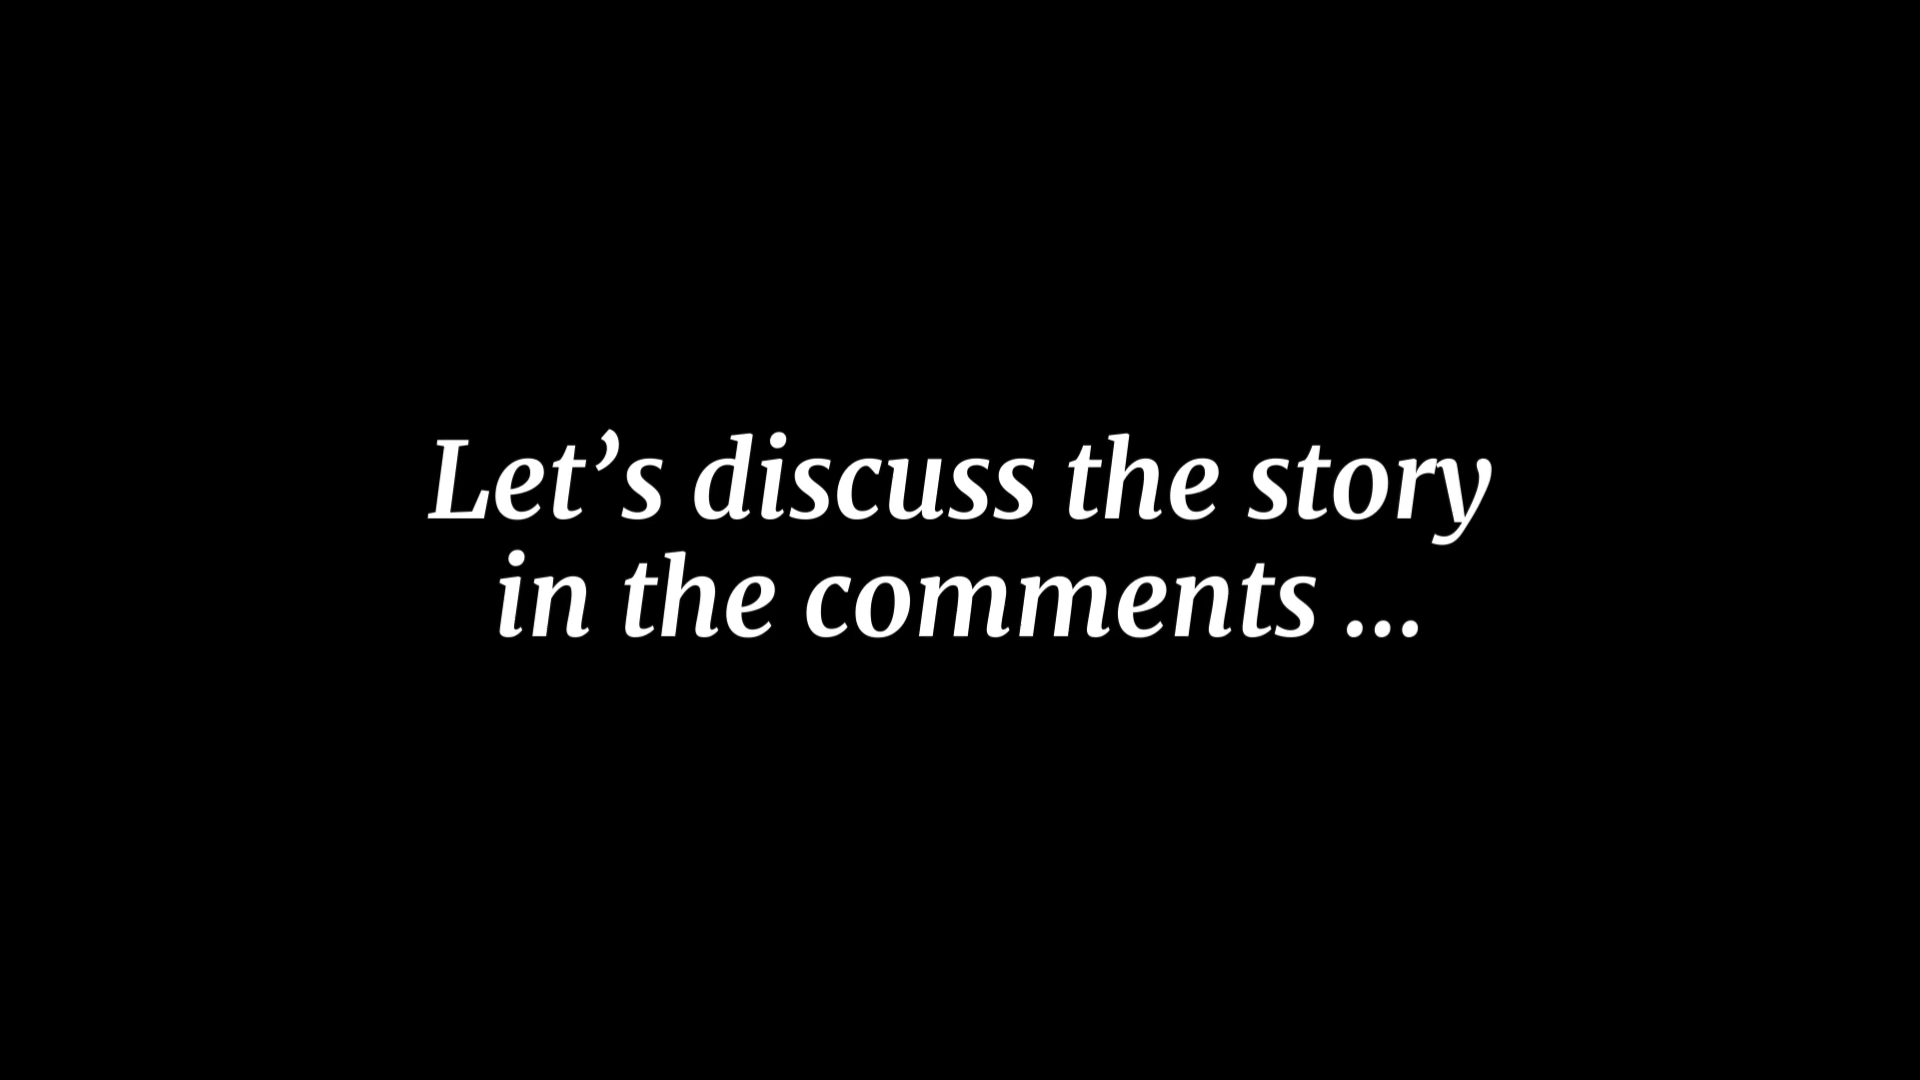 Let’s discuss the story
in the comments ...